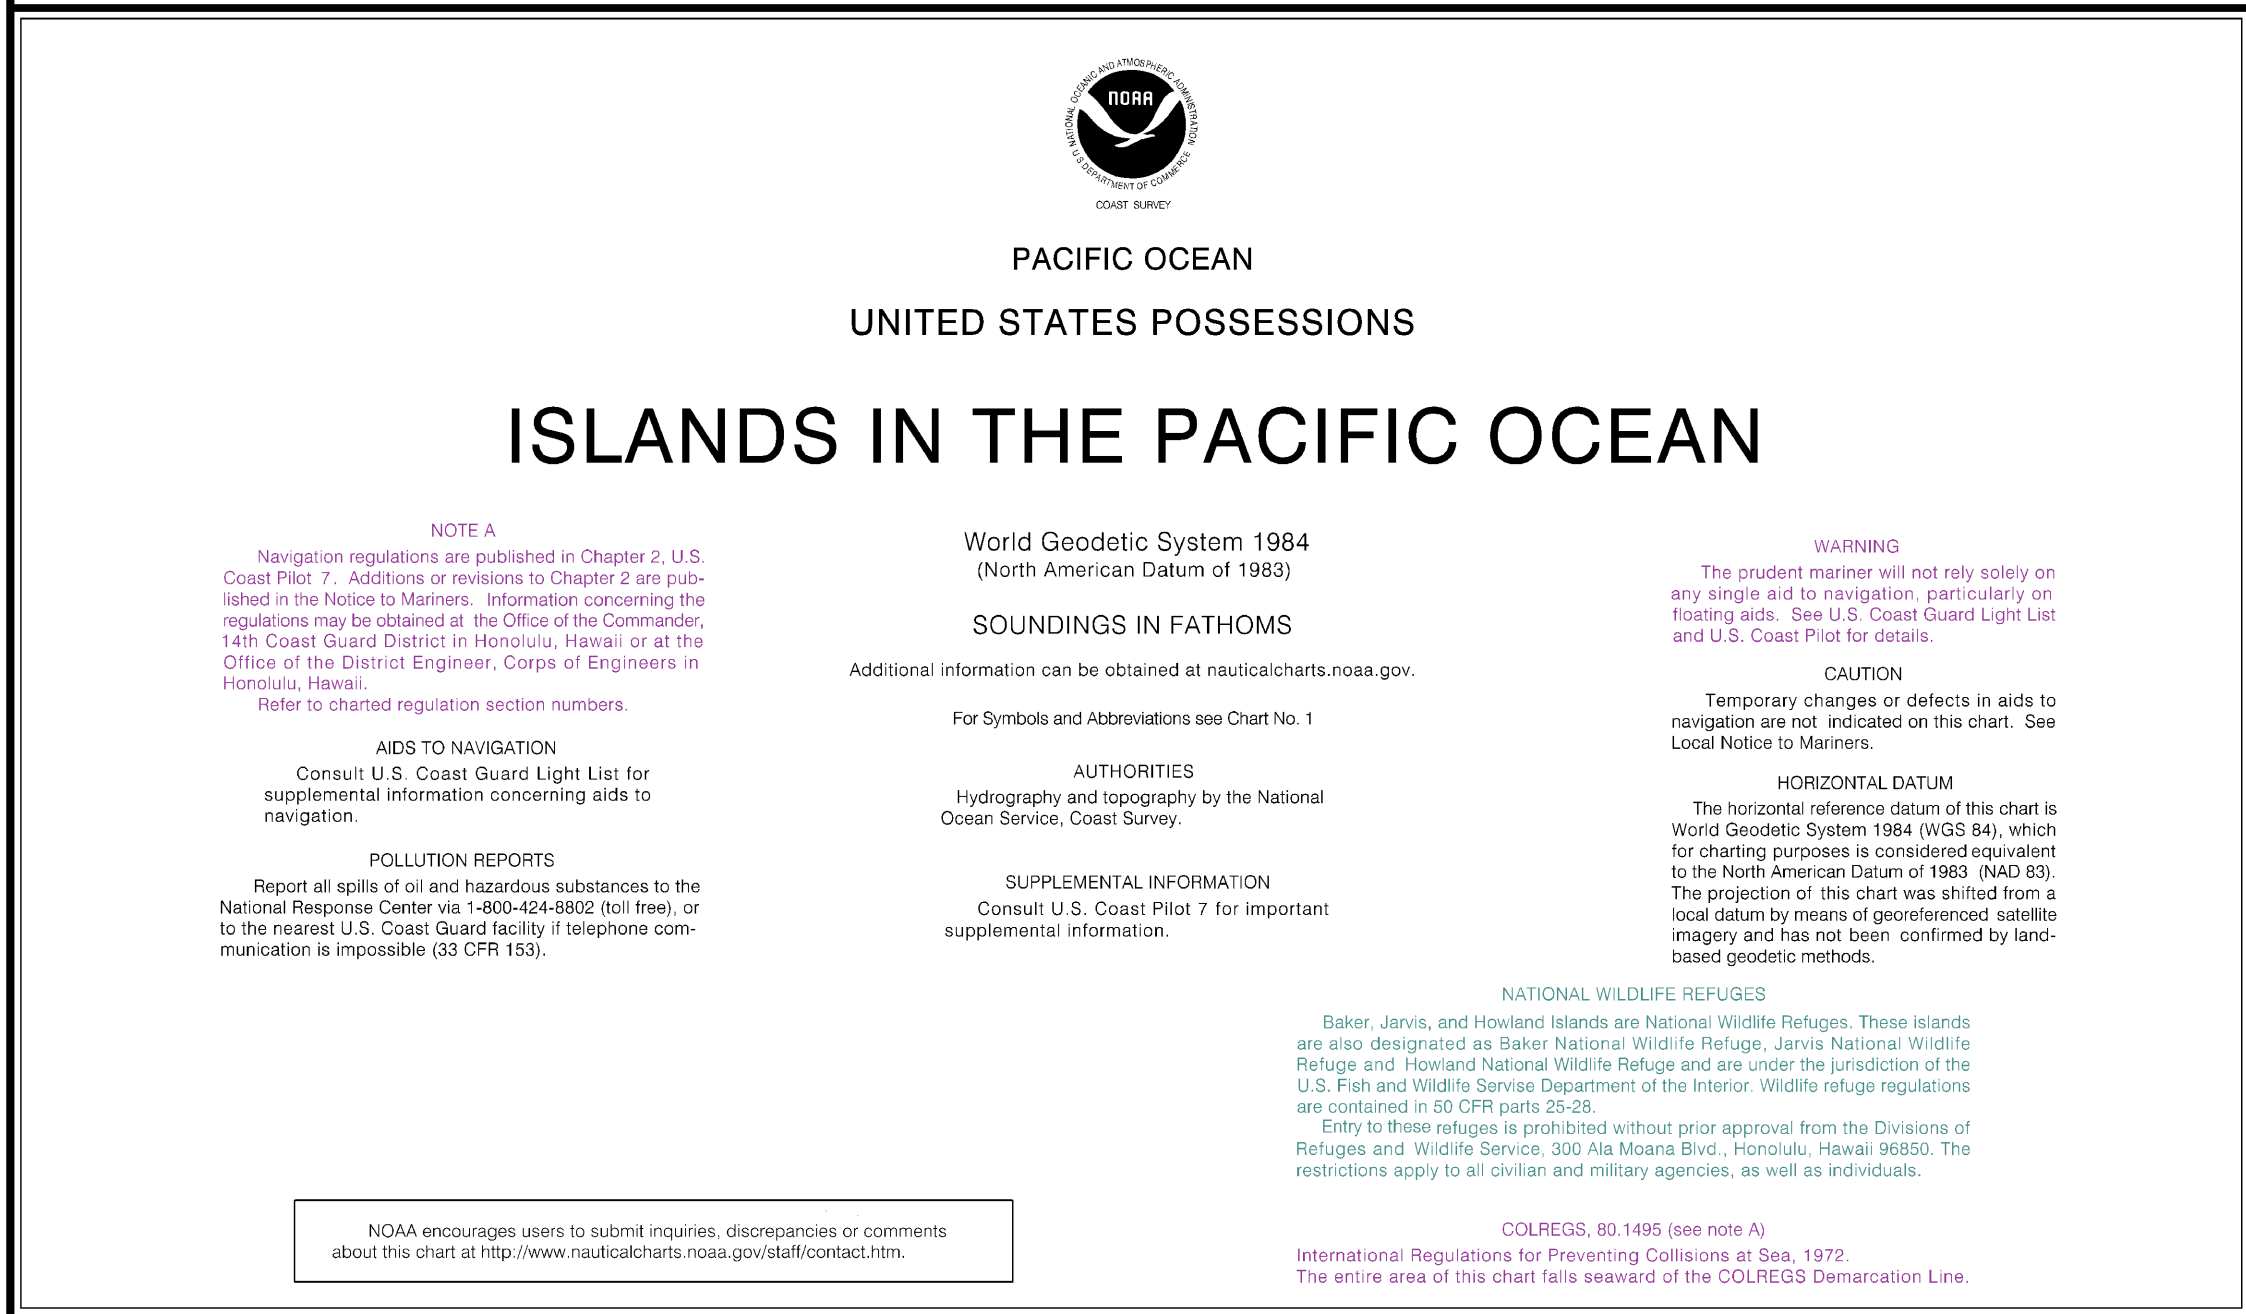 NATIONAL OCEANIC AND ATMOSPHERIC ADMINISTRATION
U S DEPARTMENT OF COMMERCE
NOAA
COAST SURVEY
PACIFIC OCEAN
UNITED STATES POSSESSIONS
ISLANDS IN THE PACIFIC OCEAN
NOTE A
Navigation regulations are published in Chapter 2, U.S.
Coast Pilot 7. Additions or revisions to Chapter 2 are pub-
lished in the Notice to Mariners. Information concerning the
regulations may be obtained at the Office of the Commander,
14th Coast Guard District in Honolulu, Hawaii or at the
Office of the District Engineer, Corps of Engineers in
Honolulu, Hawaii.
Refer to charted regulation section numbers.
AIDS TO NAVIGATION
Consult U.S. Coast Guard Light List for
supplemental information concerning aids to
navigation.
POLLUTION REPORTS
Report all spills of oil and hazardous substances to the
National Response Center via 1-800-424-8802 (toll free), or
to the nearest U.S. Coast Guard facility if telephone com-
munication is impossible (33 CFR 153).
World Geodetic System 1984
(North American Datum of 1983)
SOUNDINGS IN FATHOMS
Additional information can be obtained at nauticalcharts.noaa.gov.
For Symbols and Abbreviations see Chart No. 1
AUTHORITIES
Hydrography and topography by the National
Ocean Service, Coast Survey.
SUPPLEMENTAL INFORMATION
Consult U.S. Coast Pilot 7 for important
supplemental information.
WARNING
The prudent mariner will not rely solely on
any single aid to navigation, particularly on
floating aids. See U.S. Coast Guard Light List
and U.S. Coast Pilot for details.
CAUTION
Temporary changes or defects in aids to
navigation are not indicated on this chart. See
Local Notice to Mariners.
HORIZONTAL DATUM
The horizontal reference datum of this chart is
World Geodetic System 1984 (WGS 84), which
for charting purposes is considered equivalent
to the North American Datum of 1983 (NAD 83).
The projection of this chart was shifted from a
local datum by means of georeferenced satellite
imagery and has not been confirmed by land-
based geodetic methods.
NATIONAL WILDLIFE REFUGES
Baker, Jarvis, and Howland Islands are National Wildlife Refuges. These islands
are also designated as Baker National Wildlife Refuge, Jarvis National Wildlife
Refuge and Howland National Wildlife Refuge and are under the jurisdiction of the
U.S. Fish and Wildlife Servise Department of the Interior. Wildlife refuge regulations
are contained in 50 CFR parts 25-28.
Entry to these refuges is prohibited without prior approval from the Divisions of
Refuges and Wildlife Service, 300 Ala Moana Blvd., Honolulu, Hawaii 96850. The
restrictions apply to all civilian and military agencies, as well as individuals.
NOAA encourages users to submit inquiries, discrepancies or comments
about this chart at http://www.nauticalcharts.noaa.gov/staff/contact.htm.
COLREGS, 80.1495 (see note A)
International Regulations for Preventing Collisions at Sea, 1972.
The entire area of this chart falls seaward of the COLREGS Demarcation Line.